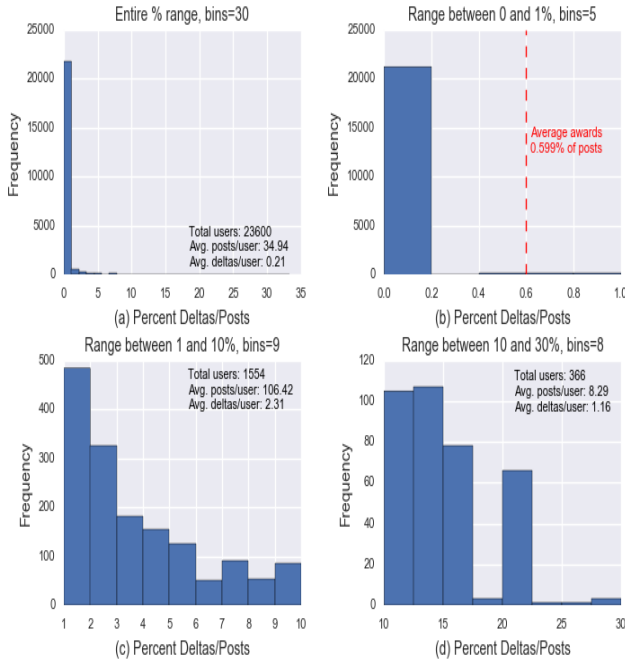 Entire % range, bins=30
25000
20000
15000
10000
5000
0
Frequency
Total users: 23600
Avg. posts/user: 34.94
Avg. deltas/user: 0.21
0 5 10 15 20 25 30 35
(a) Percent Deltas/Posts
Range between 0 and 1%, bins=5
25000
20000
15000
10000
5000
0
Frequency
Average awards
0.599% of posts
0.0 0.2 0.4 0.6 0.8 1.0
(b) Percent Deltas/Posts
Range between 1 and 10%, bins=9
500
400
300
200
100
0
Frequency
Total users: 1554
Avg. posts/user: 106.42
Avg. deltas/user: 2.31
1 2 3 4 5 6 7 8 9 10
(c) Percent Deltas/Posts
Range between 10 and 30%, bins=8
120
100
80
60
40
20
0
Frequency
Total users: 366
Avg. posts/user: 8.29
Avg. deltas/user: 1.16
10 15 20 25 30
(d) Percent Deltas/Posts